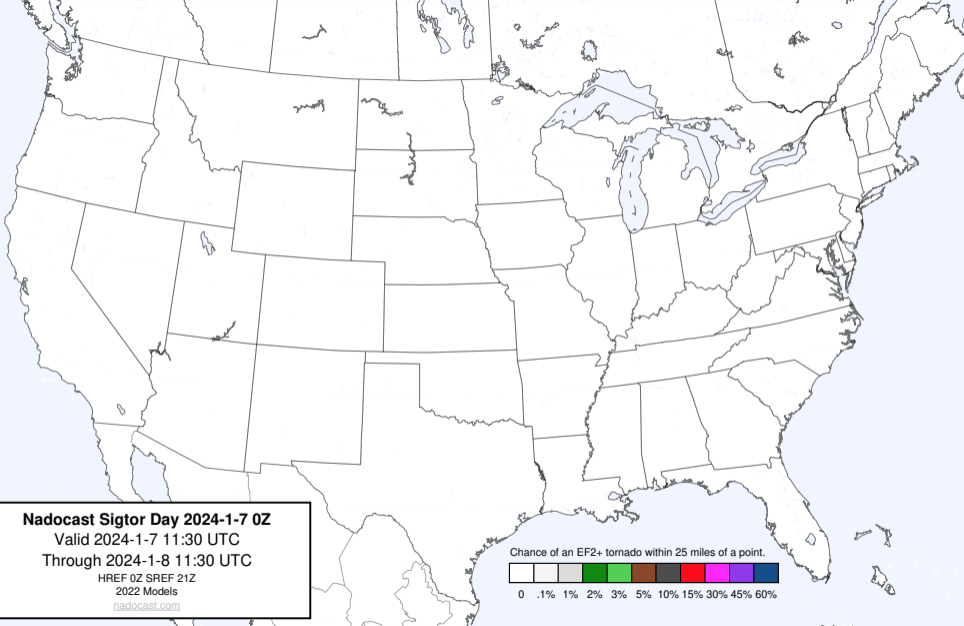 Nadocast Sigtor Day 2024-1-7 0Z
Valid 2024-1-7 11:30 UTC
Through 2024-1-8 11:30 UTC
HREF 0Z SREF 21Z
2022 Models
nadocast.com
Chance of an EF2+ tornado within 25 miles of a point.
0 .1% 1% 2% 3% 5% 10% 15% 30% 45% 60%